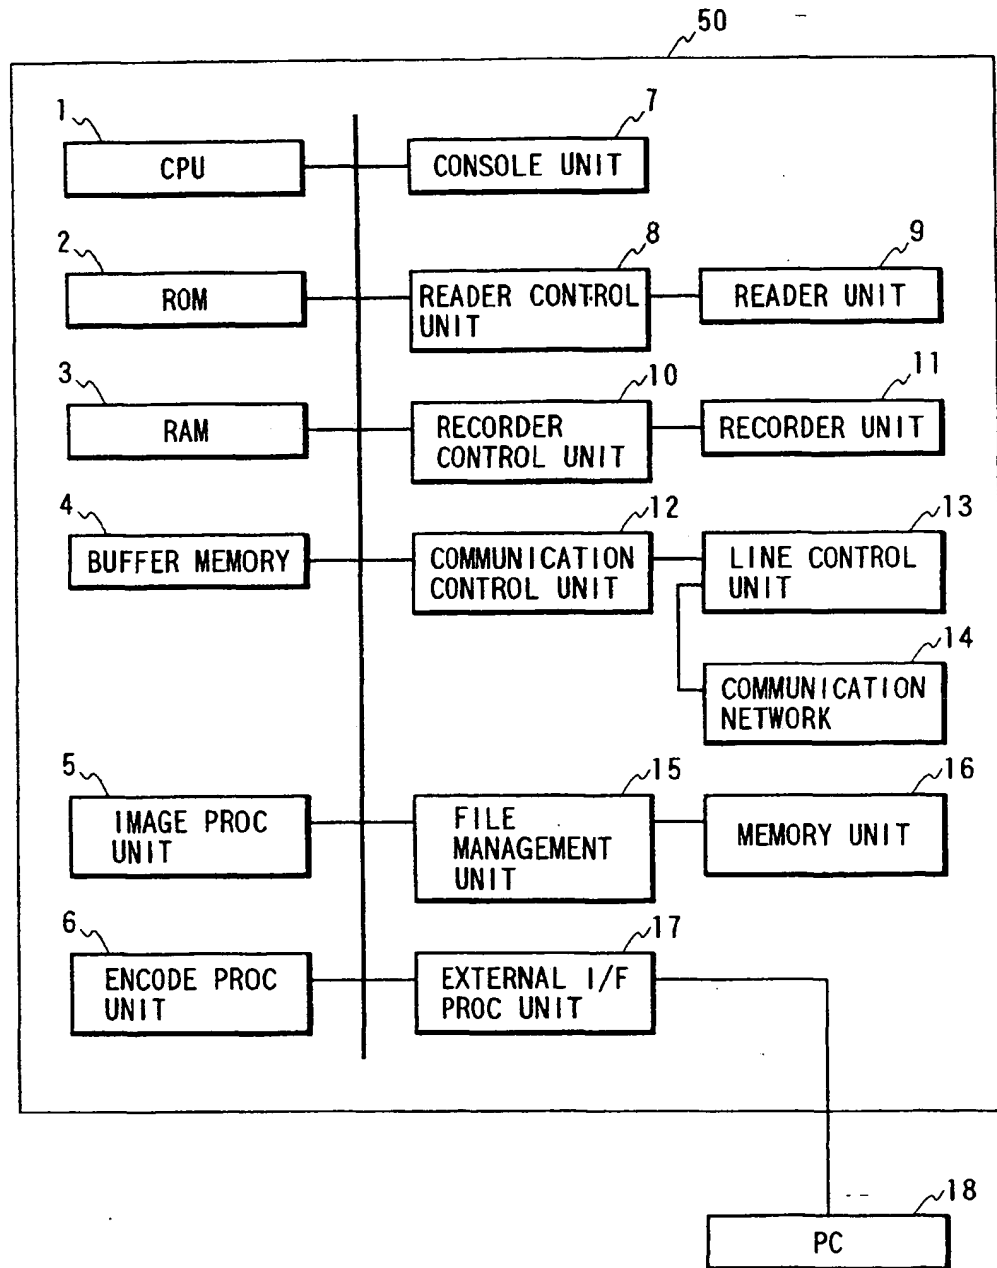 50
1
CPU
7
CONSOLE UNIT
2
ROM
8
READER CONTROL
UNIT
9
READER UNIT
3
RAM
10
RECORDER
CONTROL UNIT
11
RECORDER UNIT
4
BUFFER MEMORY
12
COMMUNICATION
CONTROL UNIT
13
LINE CONTROL
UNIT
14
COMMUNICATION
NETWORK
5
IMAGE PROC
UNIT
15
FILE
MANAGEMENT
UNIT
16
MEMORY UNIT
6
ENCODE PROC
UNIT
17
EXTERNAL I/F
PROC UNIT
18
PC